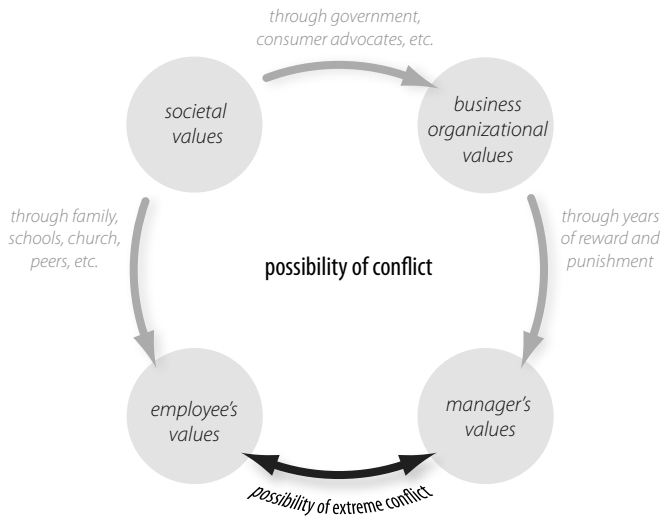 through government,
consumer advocates, etc.
societal
values
business
organizational
values
through family,
schools, church,
peers, etc.
through years
of reward and
punishment
possibility of conflict
employee's
values
manager's
values
possibility of extreme conflict